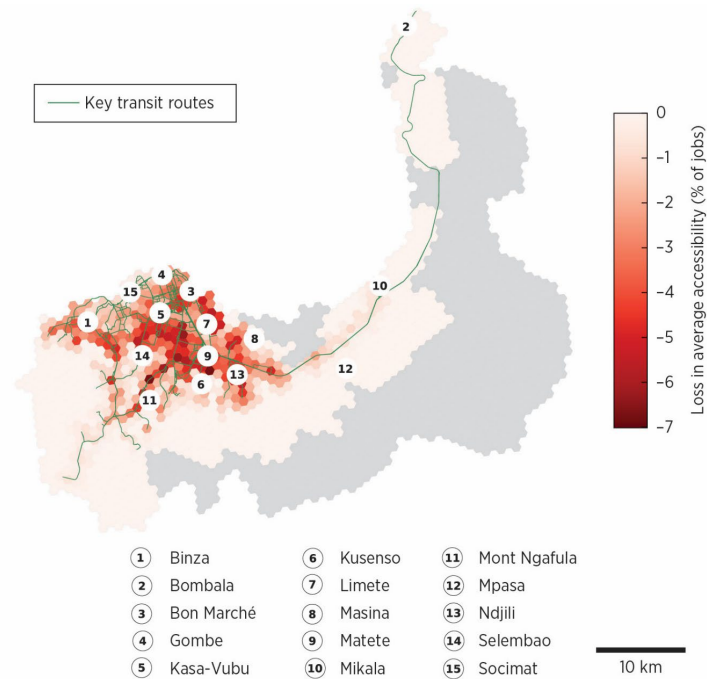 2
Key transit routes
0
−1
−2
−3
−4
−5
−6
−7
Loss in average accessibility (% of jobs)
10
4
15
3
5
1
7
8
14
9
12
13
6
11
1 Binza
2 Bombala
3 Bon Marché
4 Gombe
5 Kasa-Vubu
6 Kusenso
7 Limete
8 Masina
9 Matete
10 Mikala
11 Mont Ngafula
12 Mpasa
13 Ndjili
14 Selembao
15 Socimat
10 km